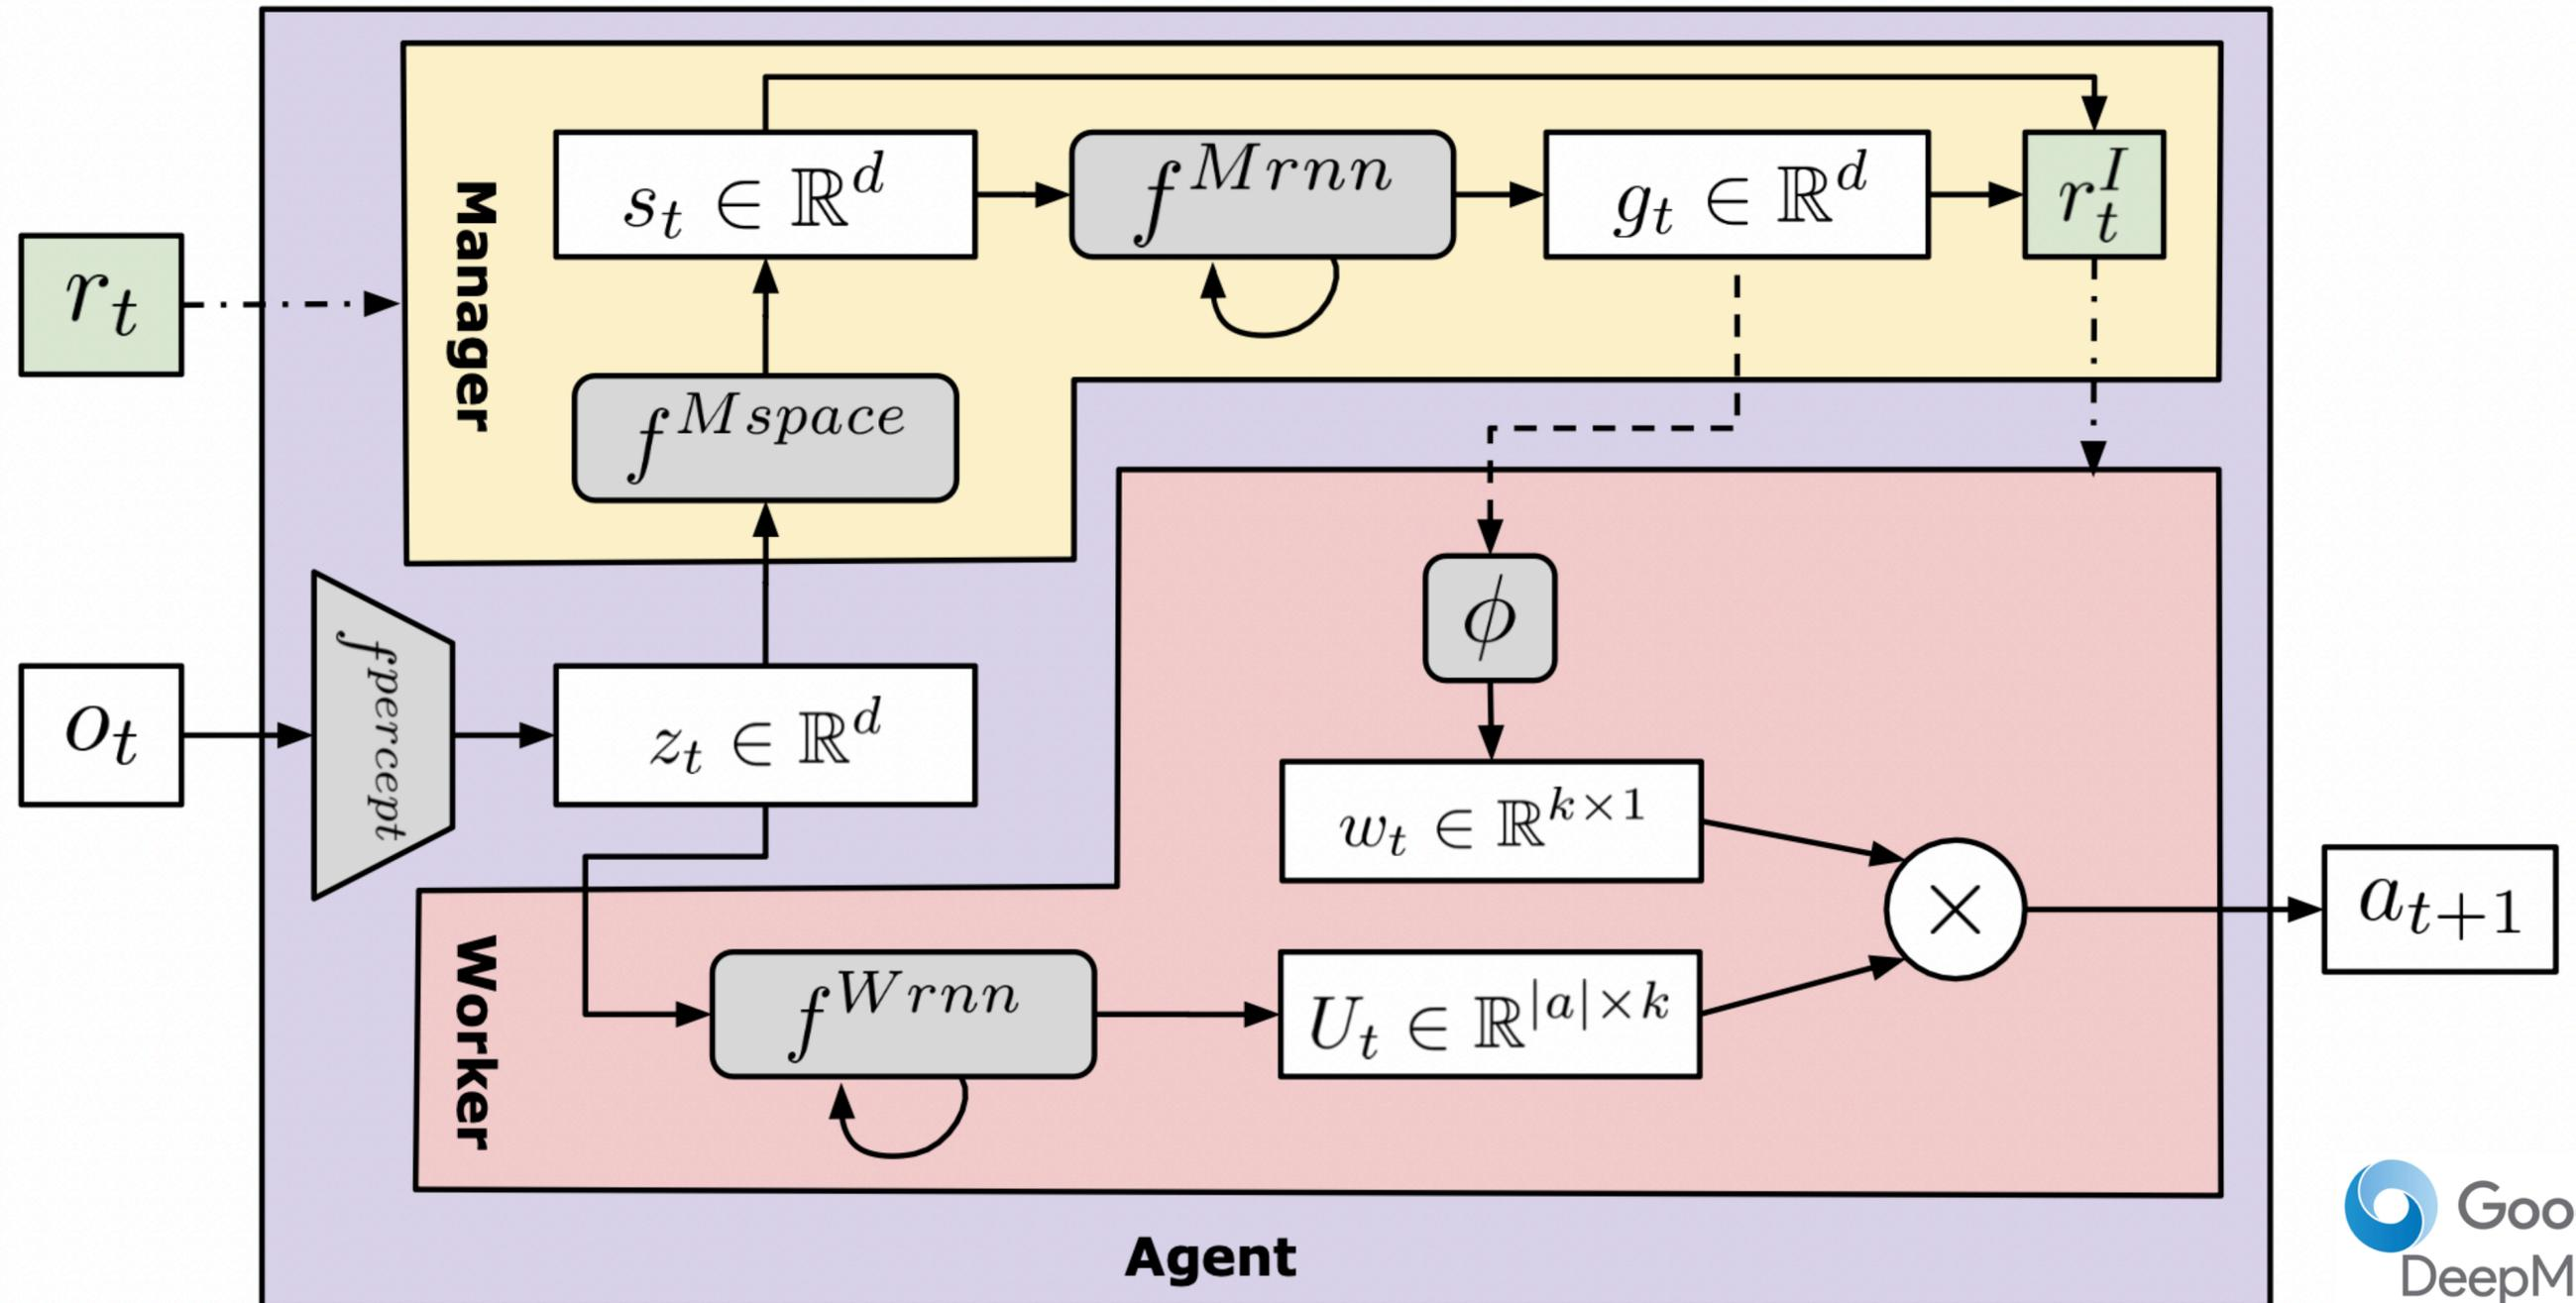 Manager
s_t ∈ ℝ^d
f^{Mrnn}
g_t ∈ ℝ^d
r_t^I
r_t
f^{Mspace}
ϕ
o_t
f^{percept}
z_t ∈ ℝ^d
w_t ∈ ℝ^{k×1}
×
a_{t+1}
Worker
f^{Wrnn}
U_t ∈ ℝ^{|a|×k}
Agent
Goo
DeepM